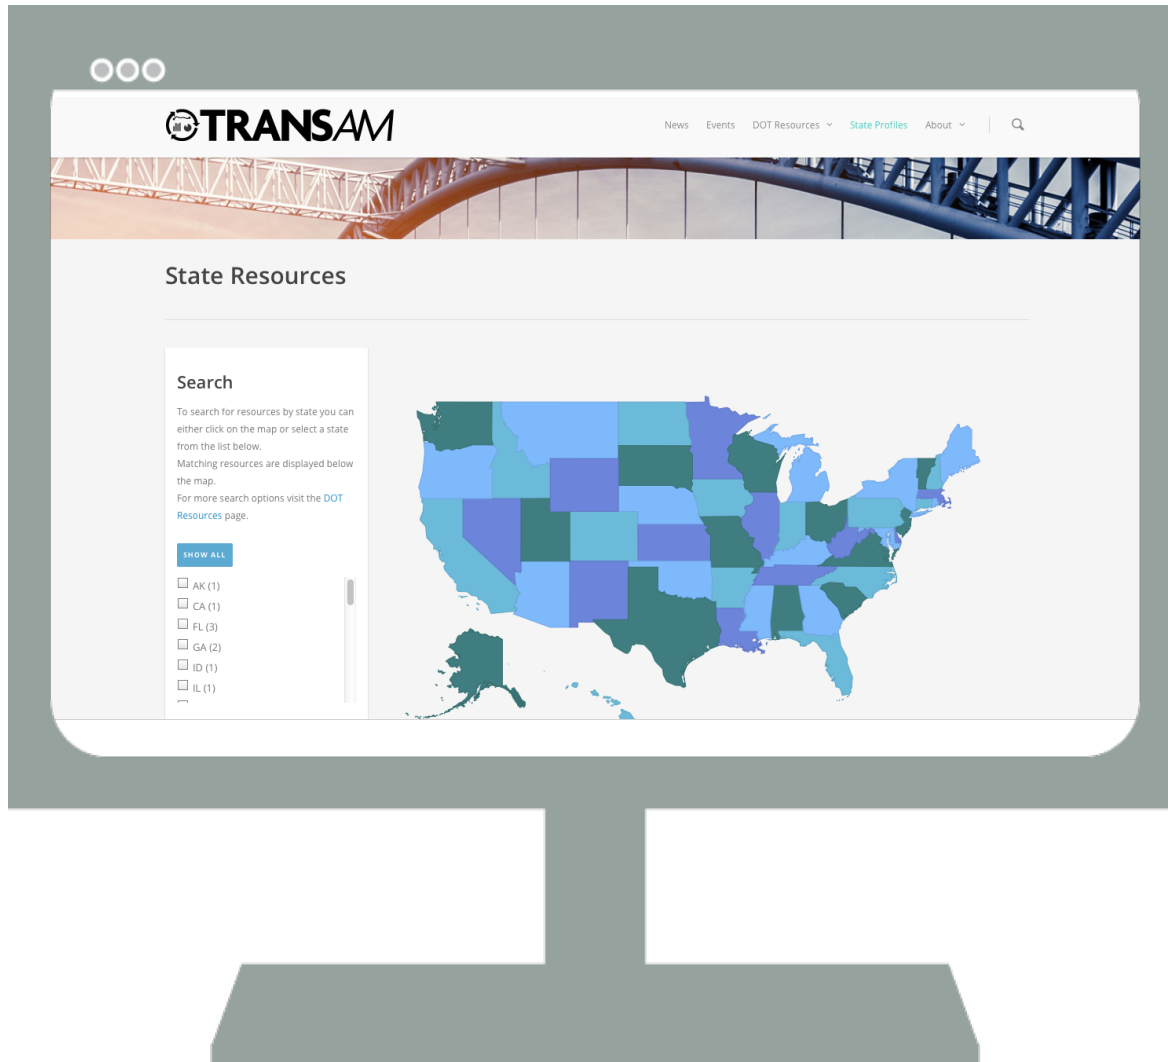 TRANSAM
News Events DOT Resources State Profiles About
State Resources
Search
To search for resources by state you can
either click on the map or select a state
from the list below.
Matching resources are displayed below
the map.
For more search options visit the DOT
Resources page.
SHOW ALL
AK (1)
CA (1)
FL (3)
GA (2)
ID (1)
IL (1)